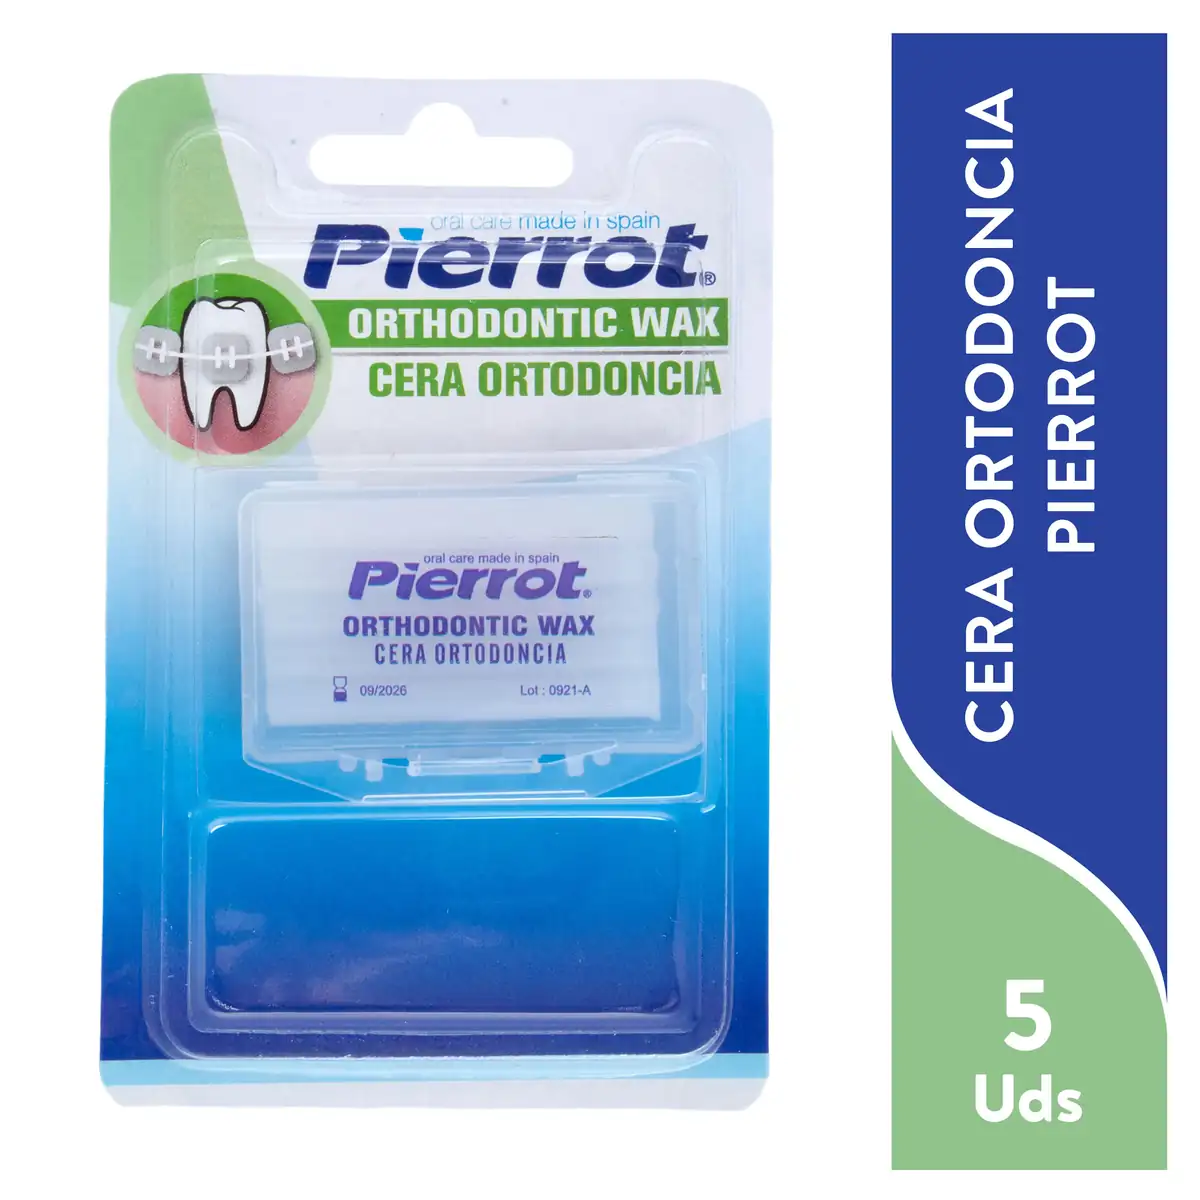 oral care made in spain
Pierrot®
ORTHODONTIC WAX
CERA ORTODONCIA
oral care made in spain
Pierrot®
ORTHODONTIC WAX
CERA ORTODONCIA
09/2026 Lot : 0921-A
CERA ORTODONCIA
PIERROT
5
Uds